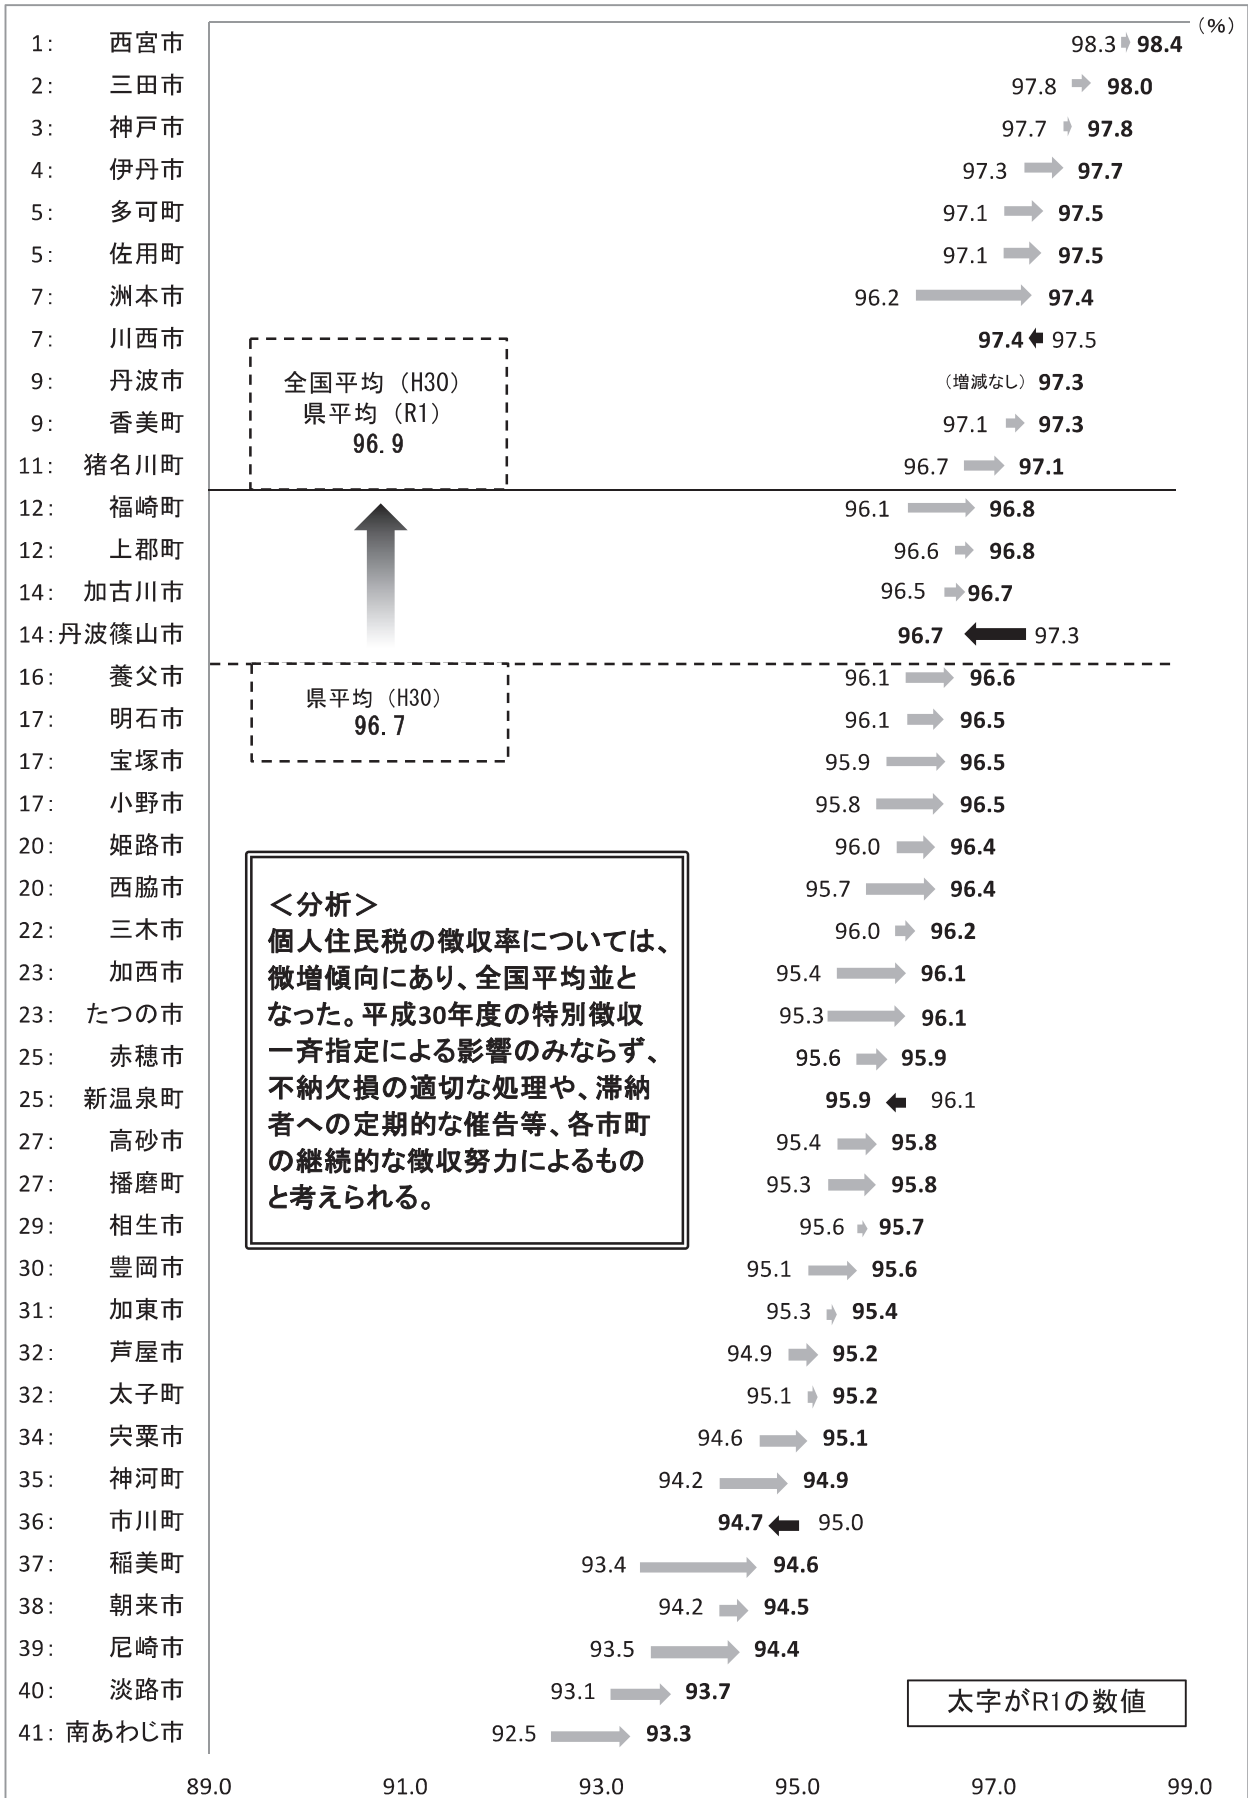 (%)
1: 西宮市 98.3 98.4
2: 三田市 97.8 98.0
3: 神戸市 97.7 97.8
4: 伊丹市 97.3 97.7
5: 多可町 97.1 97.5
5: 佐用町 97.1 97.5
7: 洲本市 96.2 97.4
7: 川西市 97.4 97.5
9: 丹波市 (増減なし) 97.3
9: 香美町 97.1 97.3
11: 猪名川町 96.7 97.1
全国平均 (H30)
県平均 (R1)
96.9
12: 福崎町 96.1 96.8
12: 上郡町 96.6 96.8
14: 加古川市 96.5 96.7
14: 丹波篠山市 96.7 97.3
16: 養父市 96.1 96.6
県平均 (H30)
96.7
17: 明石市 96.1 96.5
17: 宝塚市 95.9 96.5
17: 小野市 95.8 96.5
20: 姫路市 96.0 96.4
20: 西脇市 95.7 96.4
22: 三木市 96.0 96.2
23: 加西市 95.4 96.1
23: たつの市 95.3 96.1
25: 赤穂市 95.6 95.9
25: 新温泉町 95.9 96.1
27: 高砂市 95.4 95.8
27: 播磨町 95.3 95.8
29: 相生市 95.6 95.7
30: 豊岡市 95.1 95.6
31: 加東市 95.3 95.4
32: 芦屋市 94.9 95.2
32: 太子町 95.1 95.2
34: 宍粟市 94.6 95.1
35: 神河町 94.2 94.9
36: 市川町 94.7 95.0
37: 稲美町 93.4 94.6
38: 朝来市 94.2 94.5
39: 尼崎市 93.5 94.4
40: 淡路市 93.1 93.7
41: 南あわじ市 92.5 93.3
＜分析＞
個人住民税の徴収率については、
微増傾向にあり、全国平均並と
なった。平成30年度の特別徴収
一斉指定による影響のみならず、
不納欠損の適切な処理や、滞納
者への定期的な催告等、各市町
の継続的な徴収努力によるもの
と考えられる。
太字がR1の数値
89.0 91.0 93.0 95.0 97.0 99.0